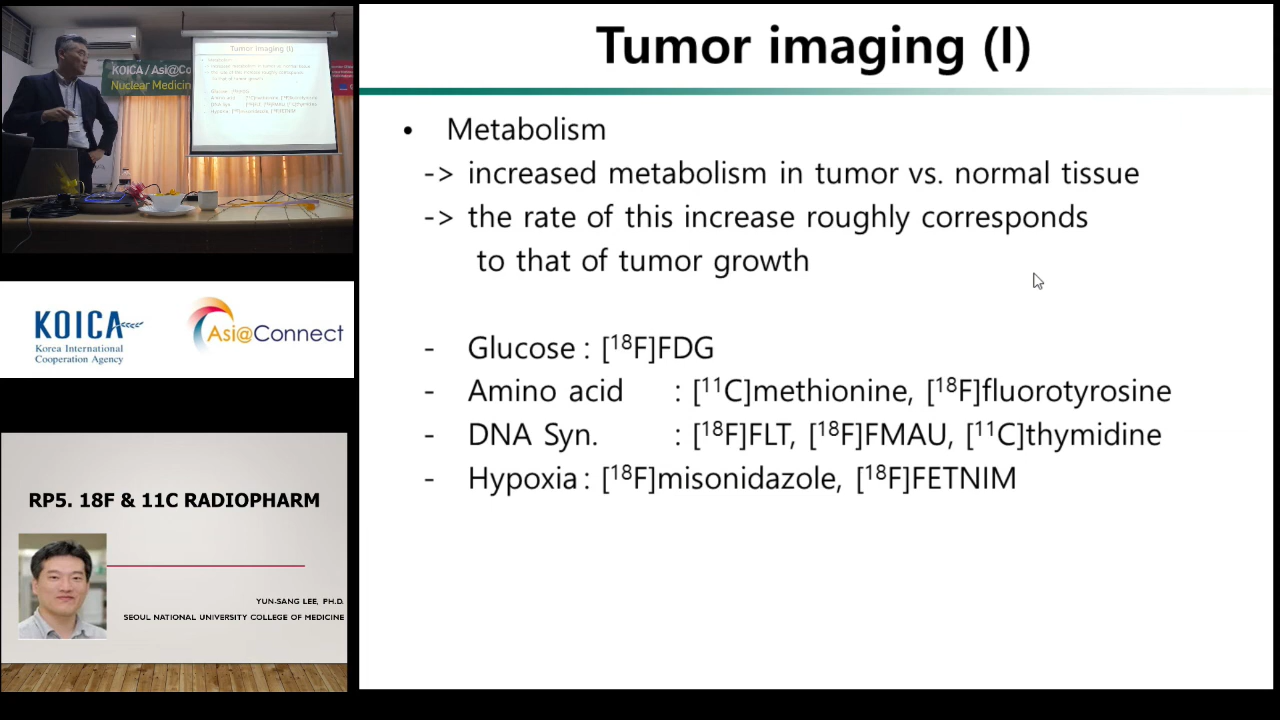 Tumor imaging (I)
KOICA / Asi@Co
Nuclear Medicin
KOICA
Korea International
Cooperation Agency
Asi@Connect
RP5. 18F & 11C RADIOPHARM
YUN-SANG LEE, PH.D.
SEOUL NATIONAL UNIVERSITY COLLEGE OF MEDICINE
Tumor imaging (I)
• Metabolism
-> increased metabolism in tumor vs. normal tissue
-> the rate of this increase roughly corresponds
to that of tumor growth
- Glucose : [¹⁸F]FDG
- Amino acid : [¹¹C]methionine, [¹⁸F]fluorotyrosine
- DNA Syn. : [¹⁸F]FLT, [¹⁸F]FMAU, [¹¹C]thymidine
- Hypoxia : [¹⁸F]misonidazole, [¹⁸F]FETNIM